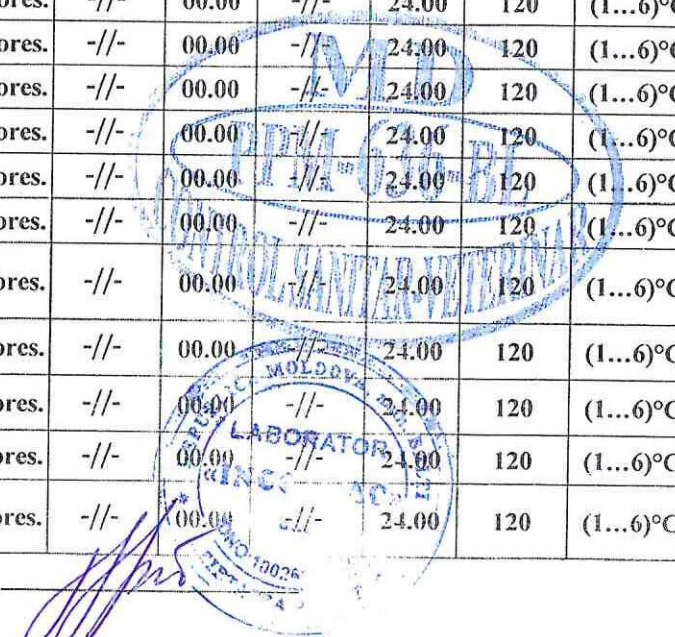 ores. -//- 00.00 -//- 24.00 120 (1...6)°C
ores. -//- 00.00 -//- 24.00 120 (1...6)°C
ores. -//- 00.00 -//- 24.00 120 (1...6)°C
ores. -//- 00.00 -//- 24.00 120 (1...6)°C
ores. -//- 00.00 -//- 24.00 120 (1...6)°C
ores. -//- 00.00 -//- 24.00 120 (1...6)°C
ores. -//- 00.00 -//- 24.00 120 (1...6)°C
ores. -//- 00.00 -//- 24.00 120 (1...6)°C
ores. -//- 00.00 -//- 24.00 120 (1...6)°C
ores. -//- 00.00 -//- 24.00 120 (1...6)°C
ores. -//- 00.00 -//- 24.00 120 (1...6)°C
MD
CONTROL SANITAR-VETERINAR
MOLDOVA
LABORATOR